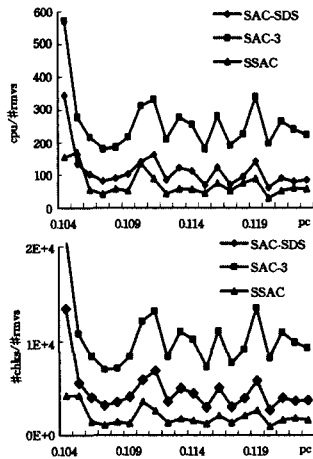 cpu/#rmvs
600
500
400
300
200
100
0
SAC-SDS
SAC-3
SSAC
0.104 0.109 0.114 0.119 pc
#chks/#rmvs
2E+4
1E+4
0E+0
SAC-SDS
SAC-3
SSAC
0.104 0.109 0.114 0.119 pc